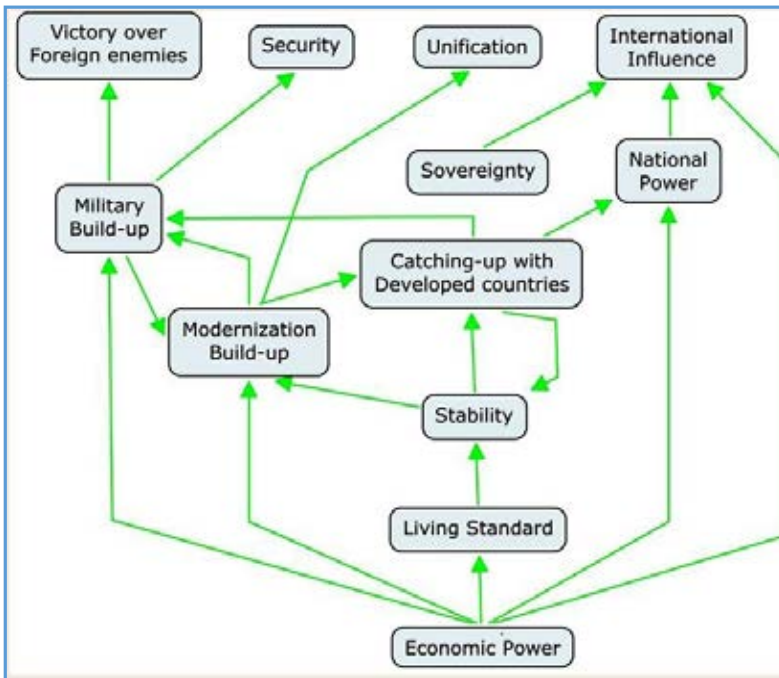 Victory over
Foreign enemies
Security
Unification
International
Influence
Sovereignty
National
Power
Military
Build-up
Catching-up with
Developed countries
Modernization
Build-up
Stability
Living Standard
Economic Power